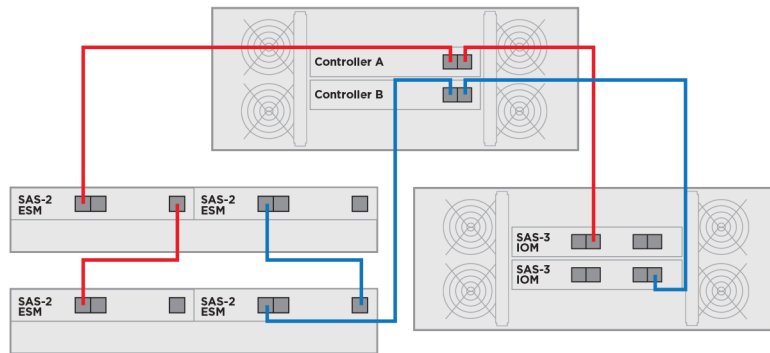 Controller A
Controller B
SAS-2
ESM
SAS-2
ESM
SAS-3
IOM
SAS-3
IOM
SAS-2
ESM
SAS-2
ESM